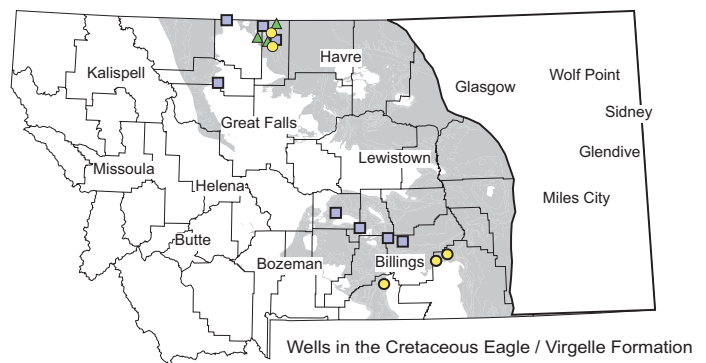 Kalispell
Havre
Glasgow
Wolf Point
Sidney
Great Falls
Lewistown
Glendive
Missoula
Helena
Miles City
Butte
Bozeman
Billings
Wells in the Cretaceous Eagle / Virgelle Formation